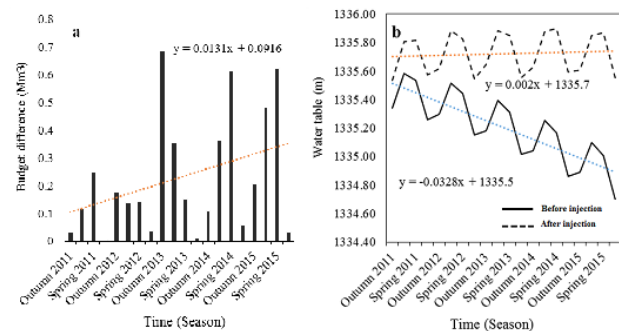 a
y = 0.0131x + 0.0916
Budget difference (Mm3)
0.8
0.7
0.6
0.5
0.4
0.3
0.2
0.1
0
Outumn 2011
Spring 2011
Outumn 2012
Spring 2012
Outumn 2013
Spring 2013
Outumn 2014
Spring 2014
Outumn 2015
Spring 2015
Time (Season)
b
Water table (m)
1336.00
1335.80
1335.60
1335.40
1335.20
1335.00
1334.80
1334.60
1334.40
y = 0.002x + 1335.7
y = -0.0328x + 1335.5
Before injection
After injection
Outumn 2011
Spring 2011
Outumn 2012
Spring 2012
Outumn 2013
Spring 2013
Outumn 2014
Spring 2014
Outumn 2015
Spring 2015
Time (Season)